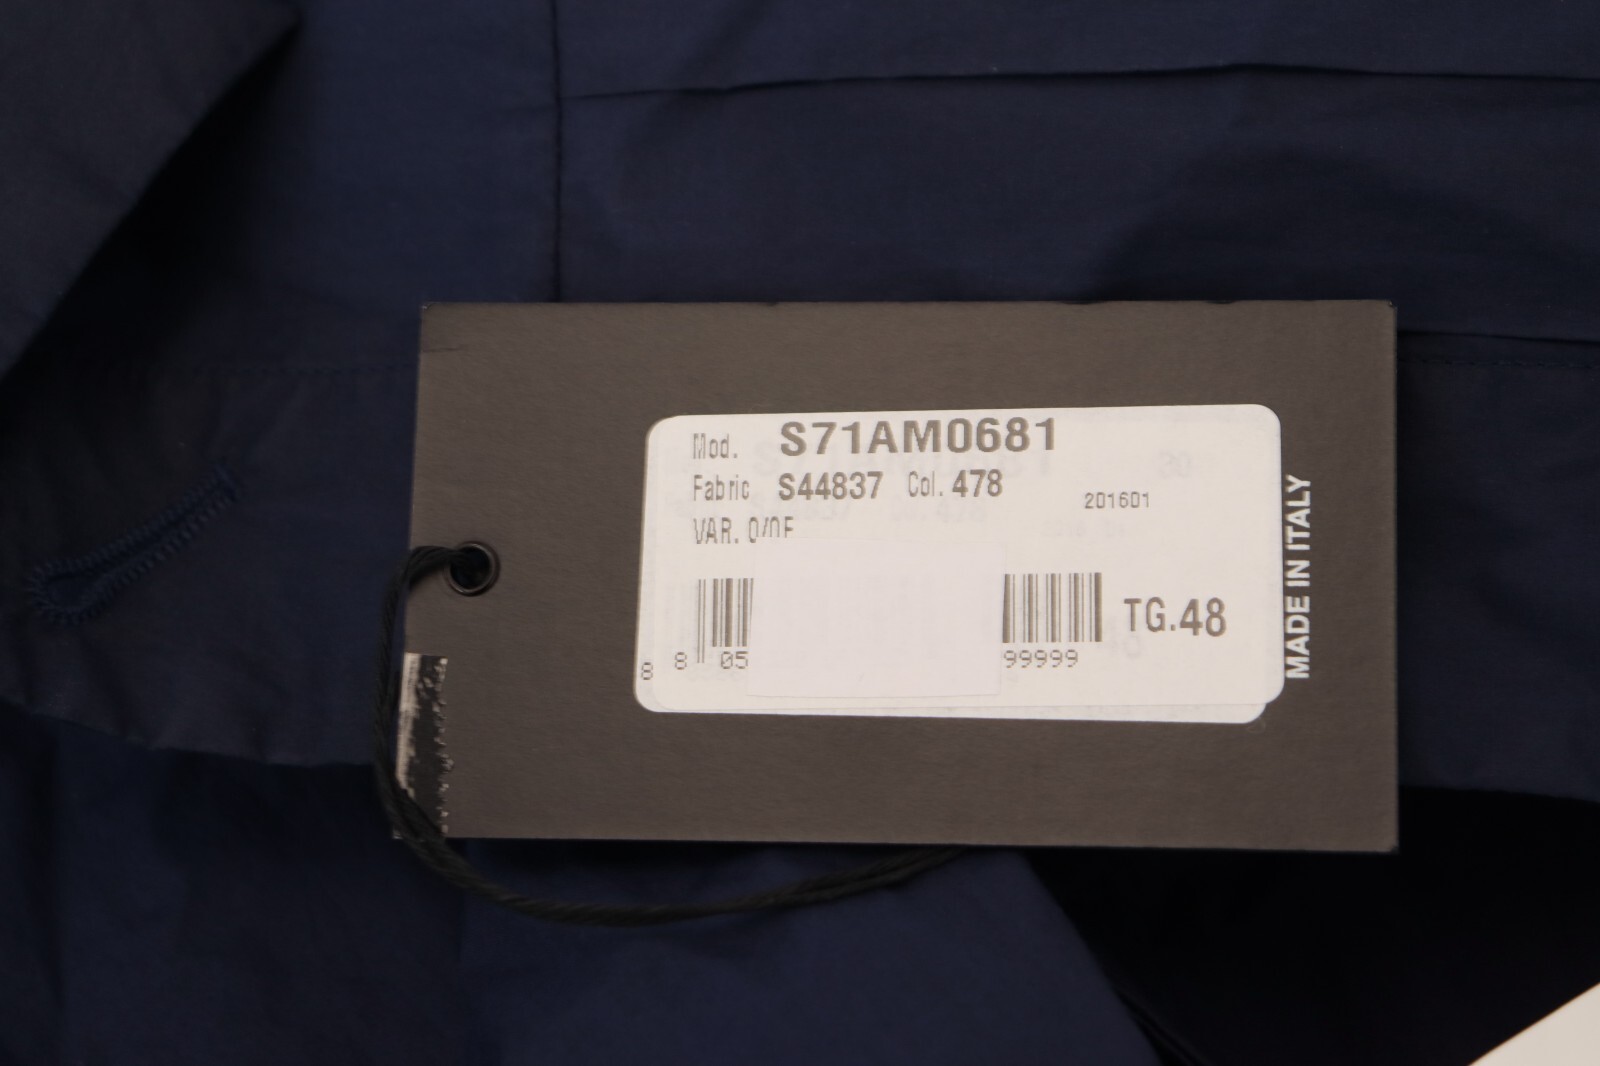 Mod. S71AM0681
Fabric S44837 Col. 478
201601
VAR. 0/0F
8 8 05
99999
TG.48
MADE IN ITALY